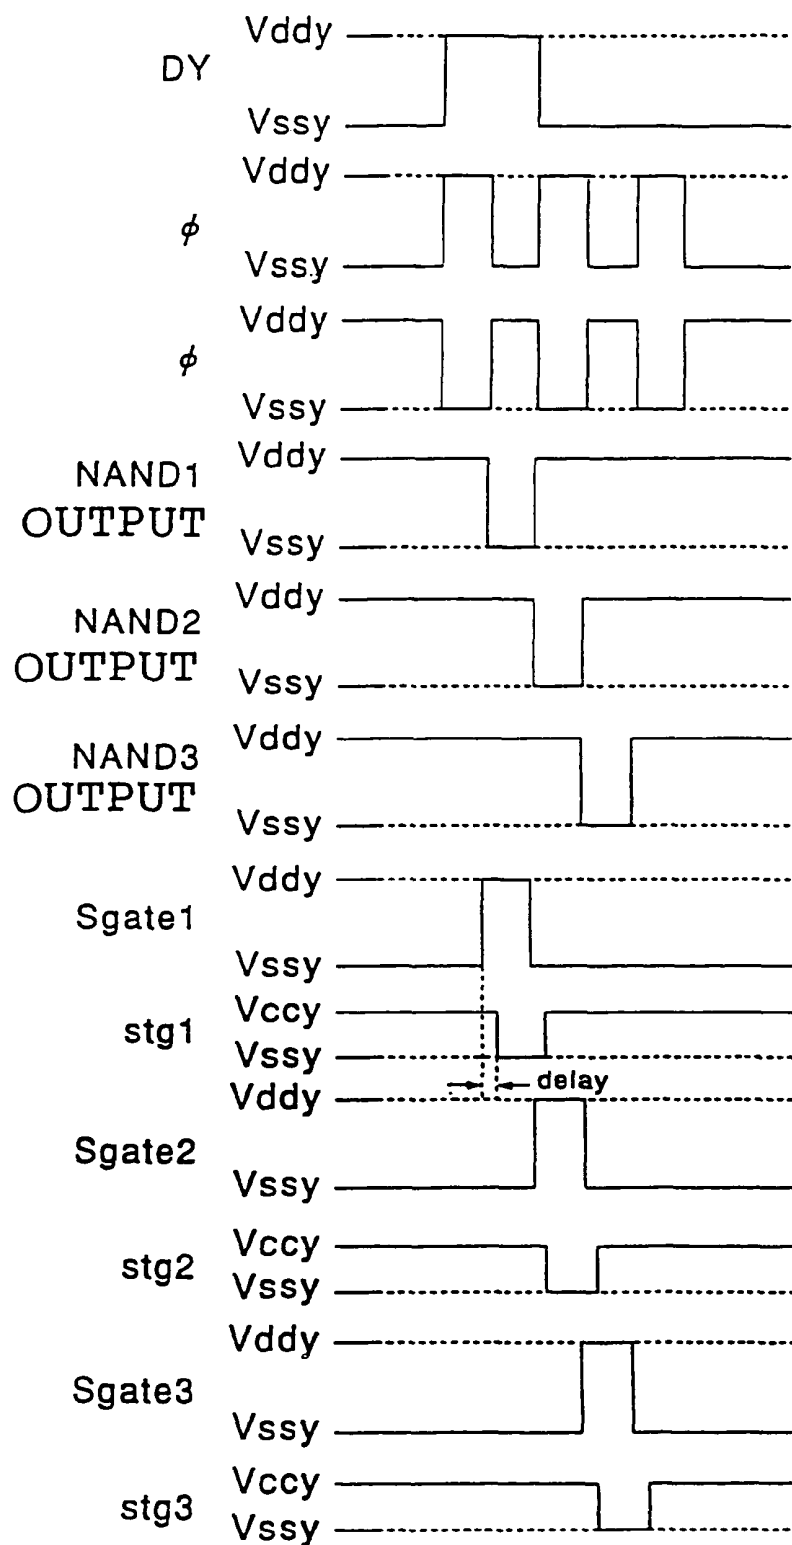 Vddy
DY
Vssy
Vddy
ϕ
Vssy
Vddy
ϕ
Vssy
Vddy
NAND1
OUTPUT
Vssy
Vddy
NAND2
OUTPUT
Vssy
Vddy
NAND3
OUTPUT
Vssy
Vddy
Sgate1
Vssy
Vccy
stg1
Vssy
delay
Vddy
Sgate2
Vssy
Vccy
stg2
Vssy
Vddy
Sgate3
Vssy
Vccy
stg3
Vssy